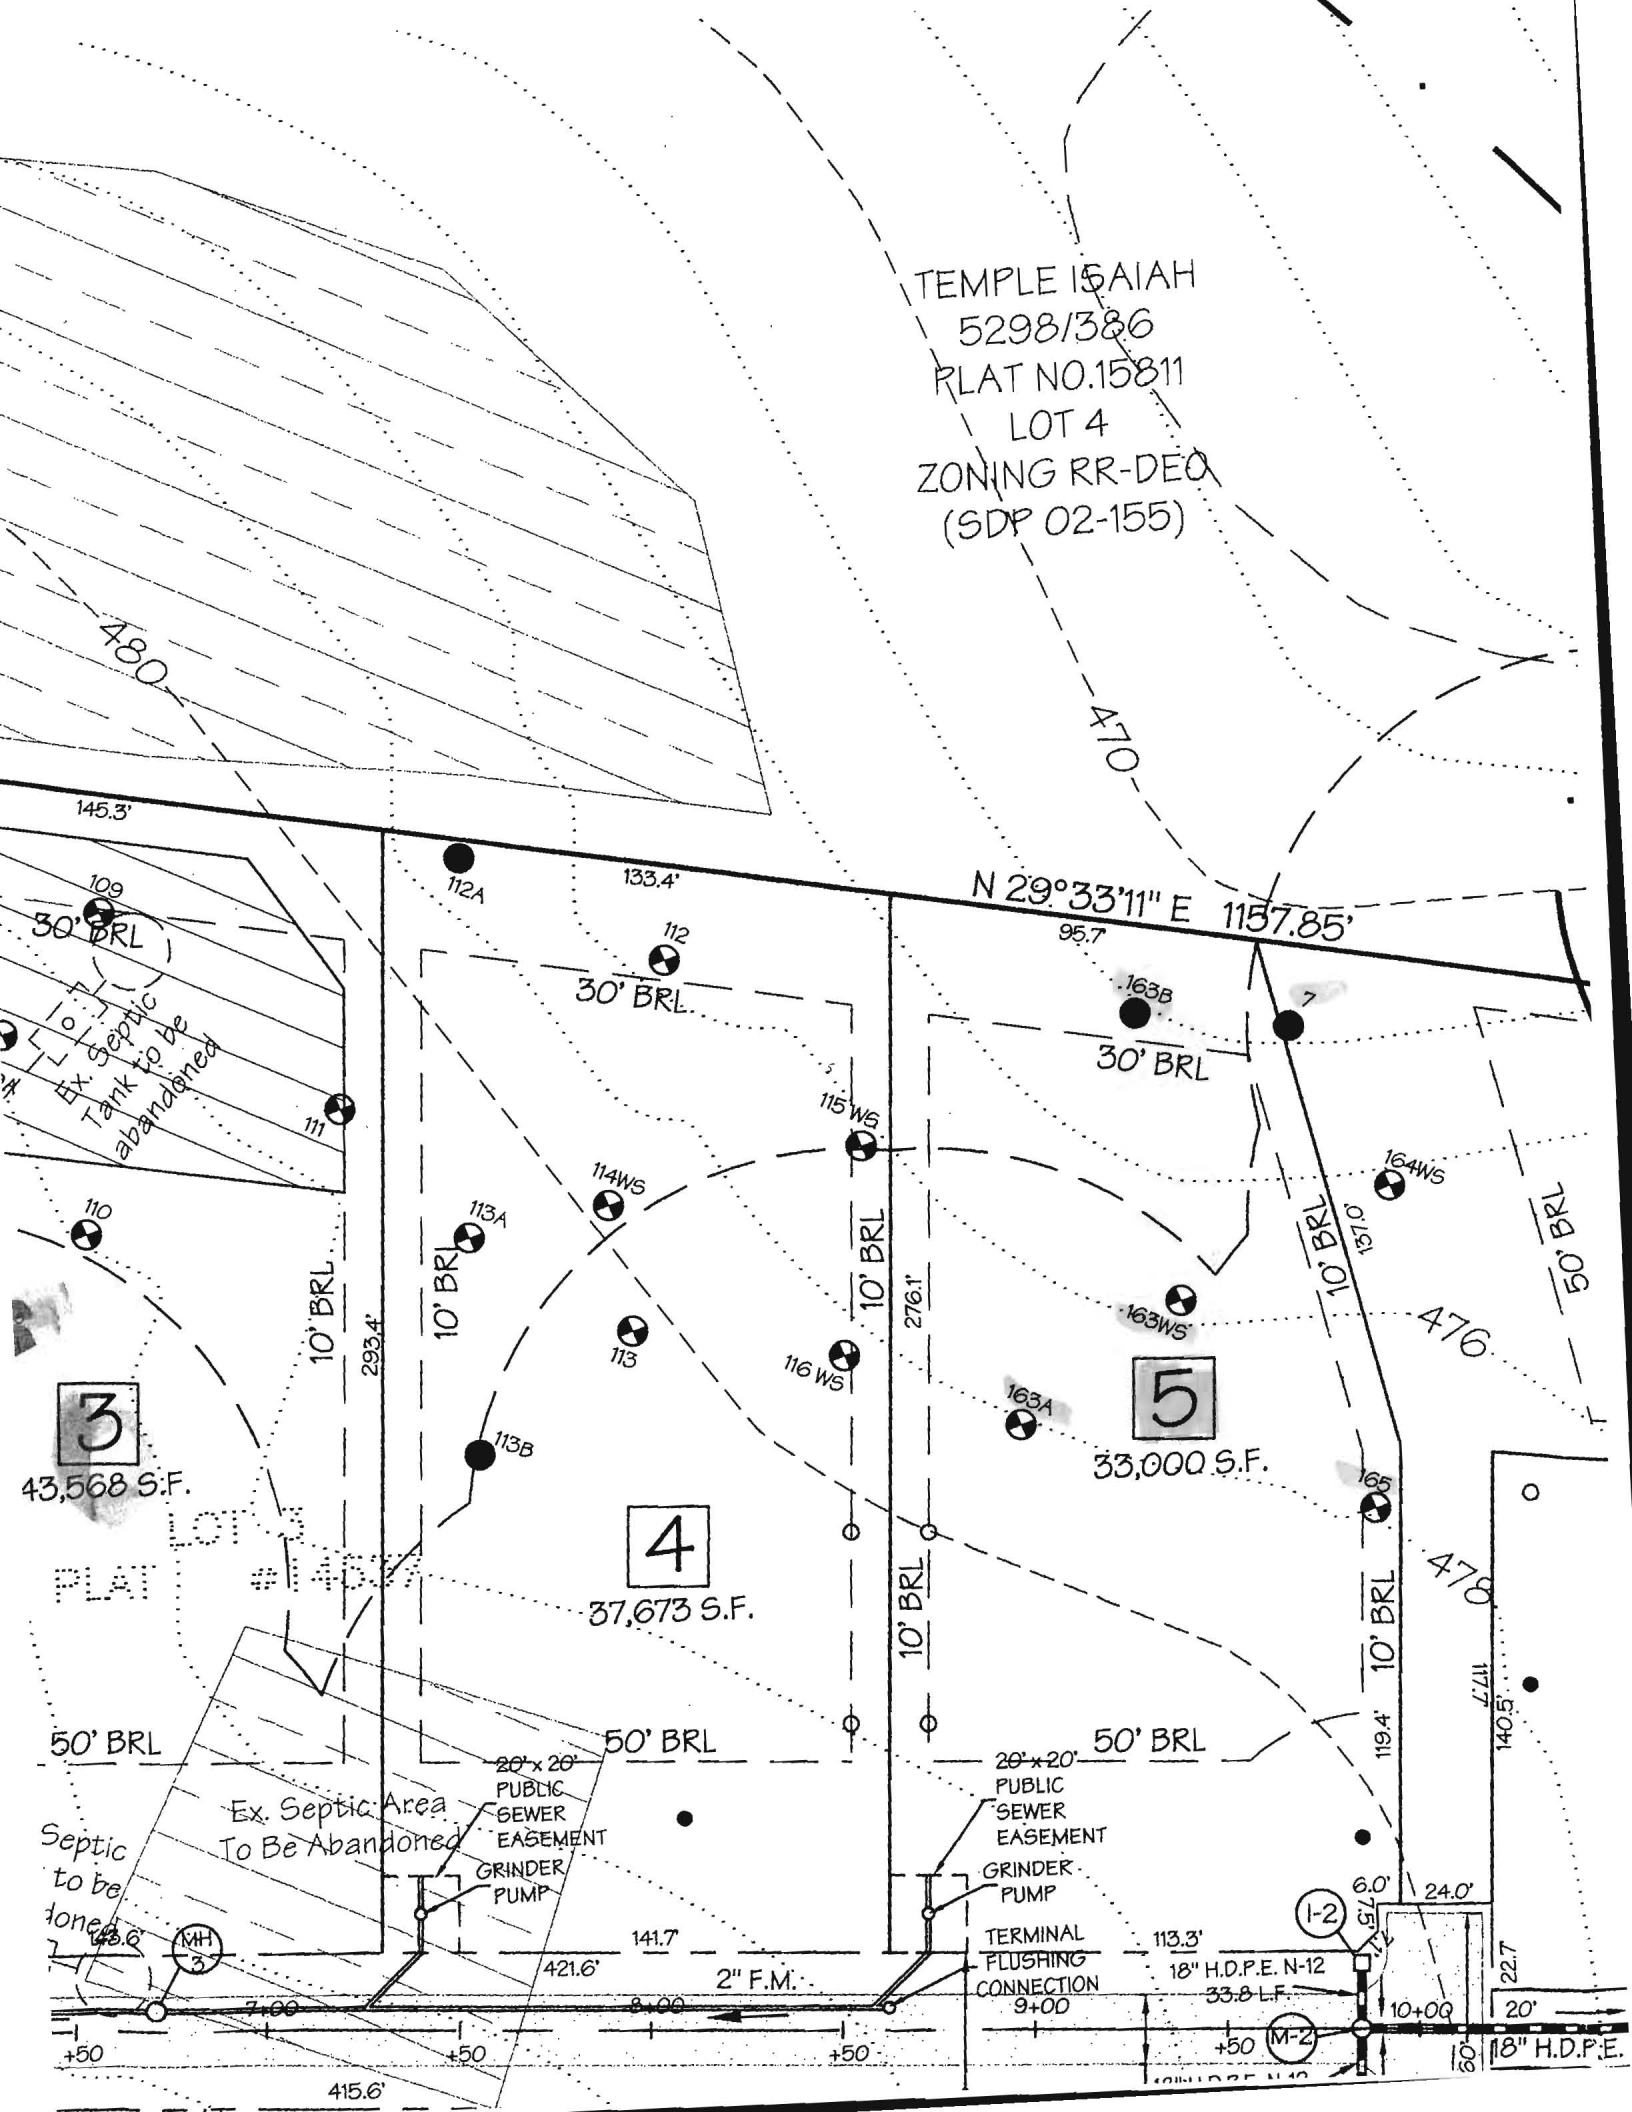 TEMPLE ISAIAH
5298/386
PLAT NO.15811
LOT 4
ZONING RR-DEO
(SDP 02-155)
480
470
145.3'
133.4'
N 29°33'11" E 1157.85'
95.7'
112A
109
30' BRL
112
30' BRL
163B
7
30' BRL
Ex. Septic
Tank to be
abandoned
111
115 WS
114WS
164WS
110
113A
10' BRL
293.4'
10' BRL
10' BRL
276.1'
10' BRL
137.0'
50' BRL
113
116 WS
163WS
476
163A
3
43,568 S.F.
5
33,000 S.F.
113B
165
LOT 3
PLAT
4
37,673 S.F.
478
10' BRL
10' BRL
117.7'
140.5'
119.4'
50' BRL
50' BRL
50' BRL
20' x 20'
PUBLIC
SEWER
EASEMENT
GRINDER
PUMP
20' x 20'
PUBLIC
SEWER
EASEMENT
GRINDER
PUMP
Ex. Septic Area
To Be Abandoned
Septic
to be
143.6'
MH
3
141.7'
421.6'
2" F.M.
TERMINAL
FLUSHING
CONNECTION
113.3'
18" H.D.P.E. N-12
33.8 L.F.
I-2
6.0'
7.5'
24.0'
22.7
7+00
8+00
9+00
10+00
20'
M-2
+50
+50
+50
+50
60'
18" H.D.P.E.
415.6'